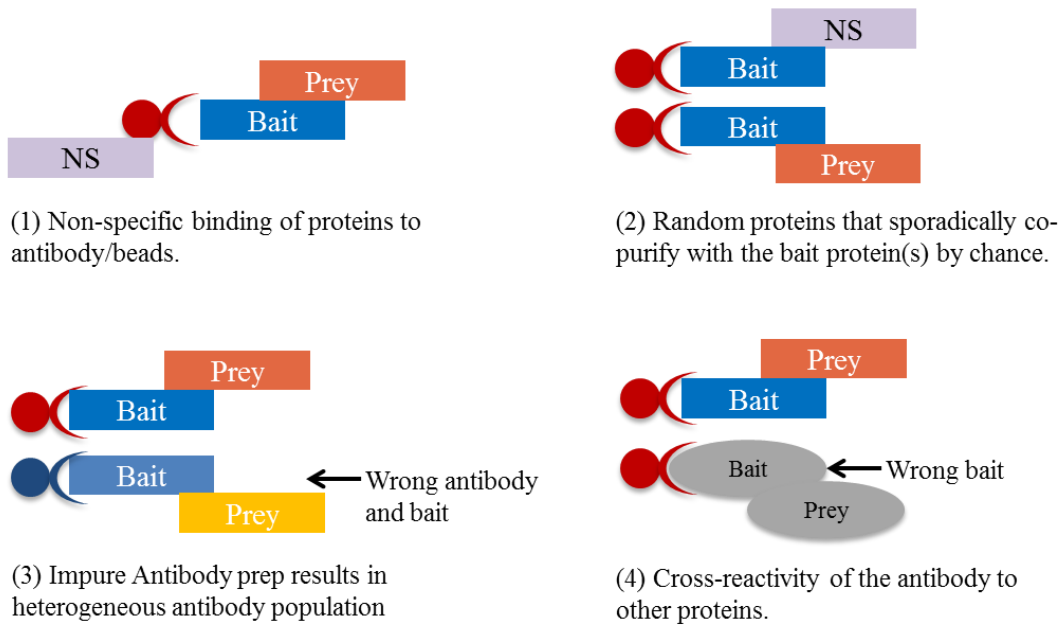 Prey
Bait
NS
(1) Non-specific binding of proteins to
antibody/beads.
NS
Bait
Bait
Prey
(2) Random proteins that sporadically co-
purify with the bait protein(s) by chance.
Prey
Bait
Bait
Prey
Wrong antibody
and bait
(3) Impure Antibody prep results in
heterogeneous antibody population
Prey
Bait
Bait
Wrong bait
Prey
(4) Cross-reactivity of the antibody to
other proteins.